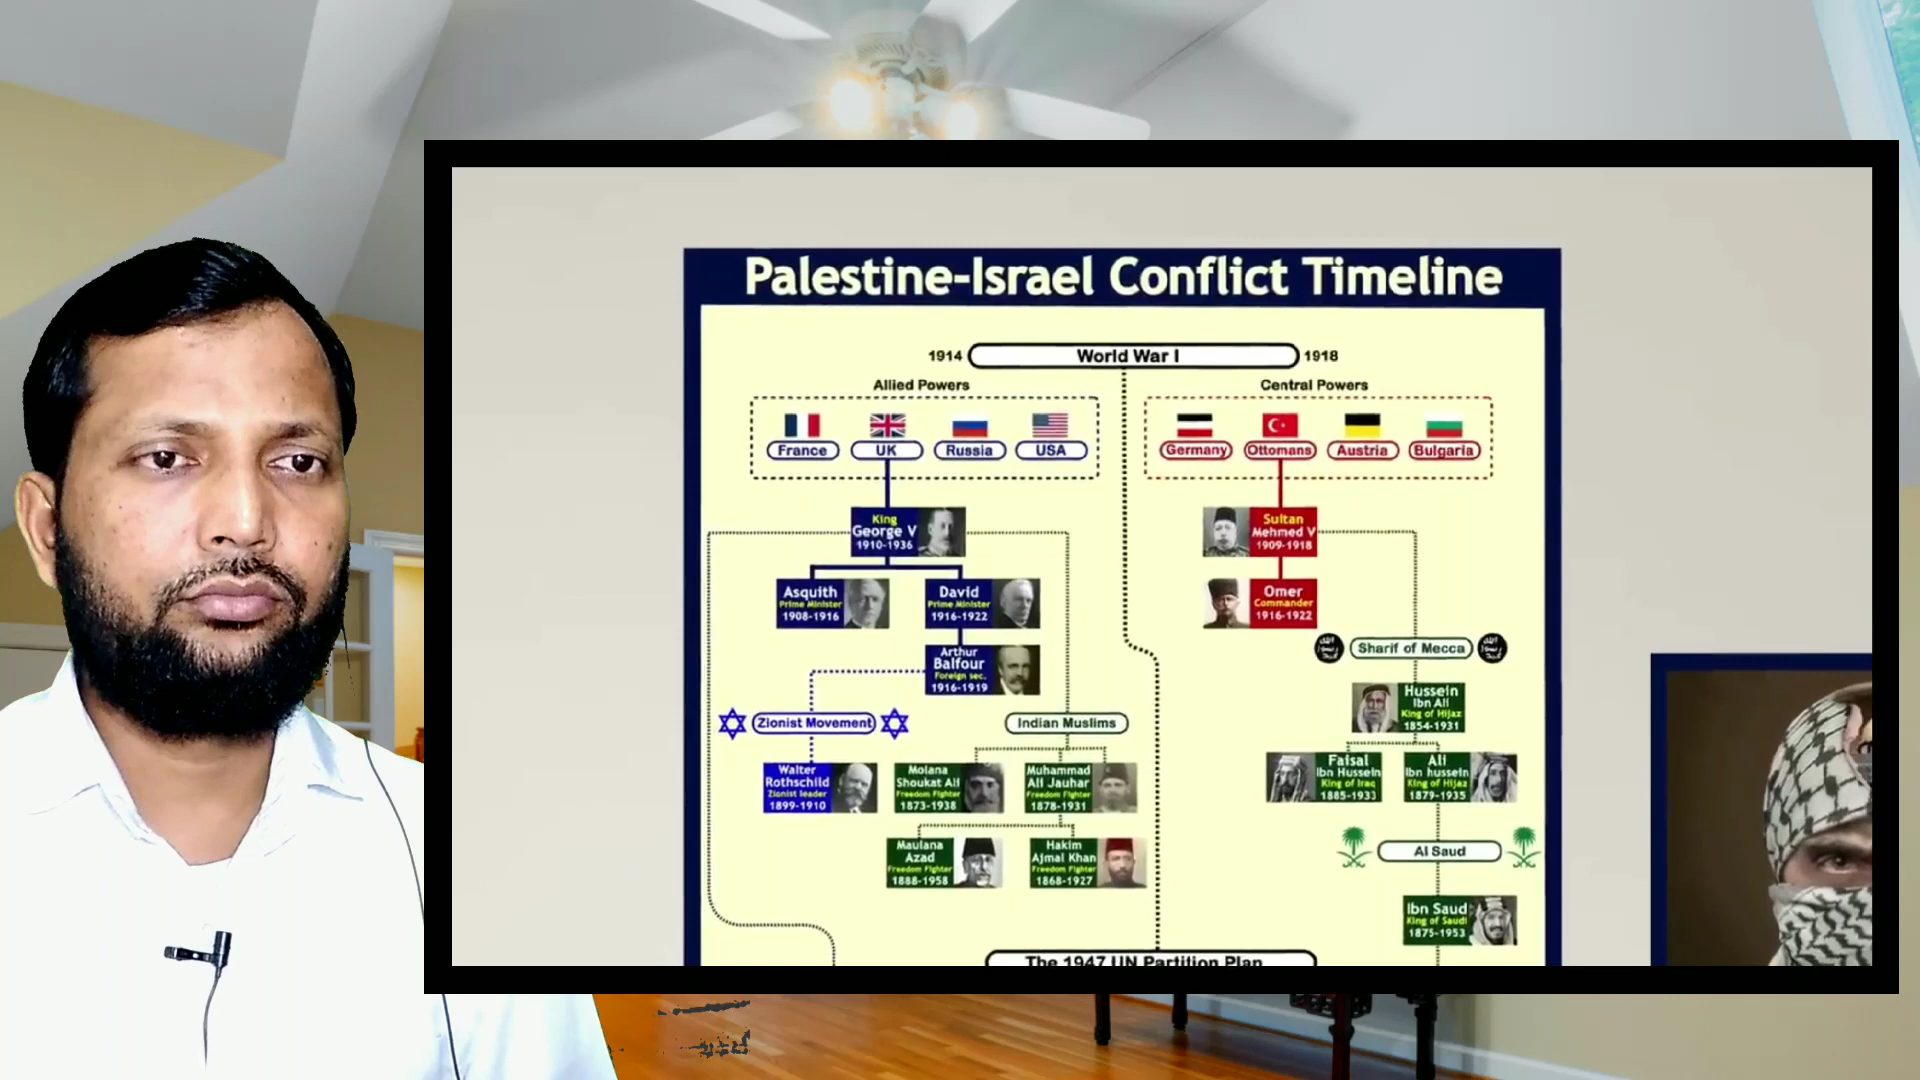 Palestine-Israel Conflict Timeline
1914 World War I 1918
Allied Powers
Central Powers
France UK Russia USA
Germany Ottomans Austria Bulgaria
King
George V
1910-1936
Sultan
Mehmed V
1909-1918
Asquith
Prime Minister
1908-1916
David
Prime Minister
1916-1922
Omer
Commander
1916-1922
Arthur
Balfour
Foreign sec.
1916-1919
Sharif of Mecca
Hussein
Ibn Ali
King of Hijaz
1854-1931
Zionist Movement
Indian Muslims
Walter
Rothschild
Zionist leader
1899-1910
Molana
Shoukat Ali
Freedom Fighter
1873-1938
Muhammad
Ali Jauhar
Freedom Fighter
1878-1931
Faisal
Ibn Hussein
King of Iraq
1885-1933
Ali
Ibn hussein
King of Hijaz
1879-1935
Maulana
Azad
Freedom Fighter
1888-1958
Hakim
Ajmal Khan
Freedom Fighter
1868-1927
Al Saud
Ibn Saud
King of Saudi
1875-1953
The 1947 UN Partition Plan